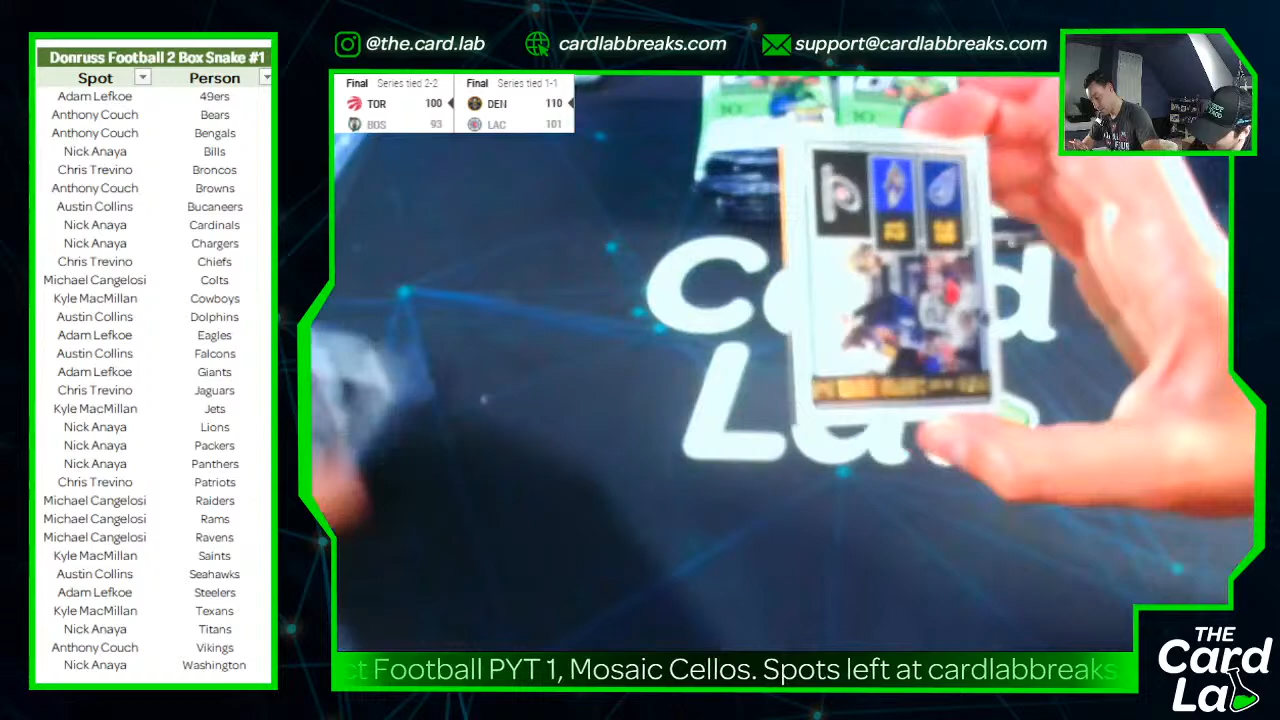 @the.card.lab
cardlabbreaks.com
support@cardlabbreaks.com
Donruss Football 2 Box Snake #1
Spot Person
Adam Lefkoe 49ers
Anthony Couch Bears
Anthony Couch Bengals
Nick Anaya Bills
Chris Trevino Broncos
Anthony Couch Browns
Austin Collins Bucaneers
Nick Anaya Cardinals
Nick Anaya Chargers
Chris Trevino Chiefs
Michael Cangelosi Colts
Kyle MacMillan Cowboys
Austin Collins Dolphins
Adam Lefkoe Eagles
Austin Collins Falcons
Adam Lefkoe Giants
Chris Trevino Jaguars
Kyle MacMillan Jets
Nick Anaya Lions
Nick Anaya Packers
Nick Anaya Panthers
Chris Trevino Patriots
Michael Cangelosi Raiders
Michael Cangelosi Rams
Michael Cangelosi Ravens
Kyle MacMillan Saints
Austin Collins Seahawks
Adam Lefkoe Steelers
Kyle MacMillan Texans
Nick Anaya Titans
Anthony Couch Vikings
Nick Anaya Washington
Final Series tied 2-2
TOR 100
BOS 93
Final Series tied 1-1
DEN 110
LAC 101
Card
Lab
ct Football PYT 1, Mosaic Cellos. Spots left at cardlabbreaks
THE
Card
Lab